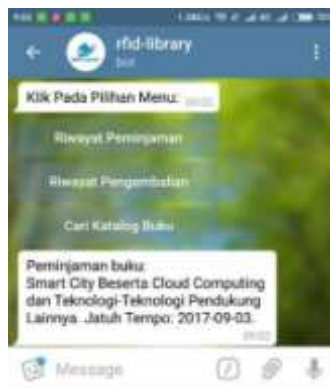 rfid-library
bot
Klik Pada Pilihan Menu:
Riwayat Peminjaman
Riwayat Pengembalian
Cari Katalog Buku
Peminjaman buku:
Smart City Beserta Cloud Computing
dan Teknologi-Teknologi Pendukung
Lainnya. Jatuh Tempo: 2017-09-03.
Message